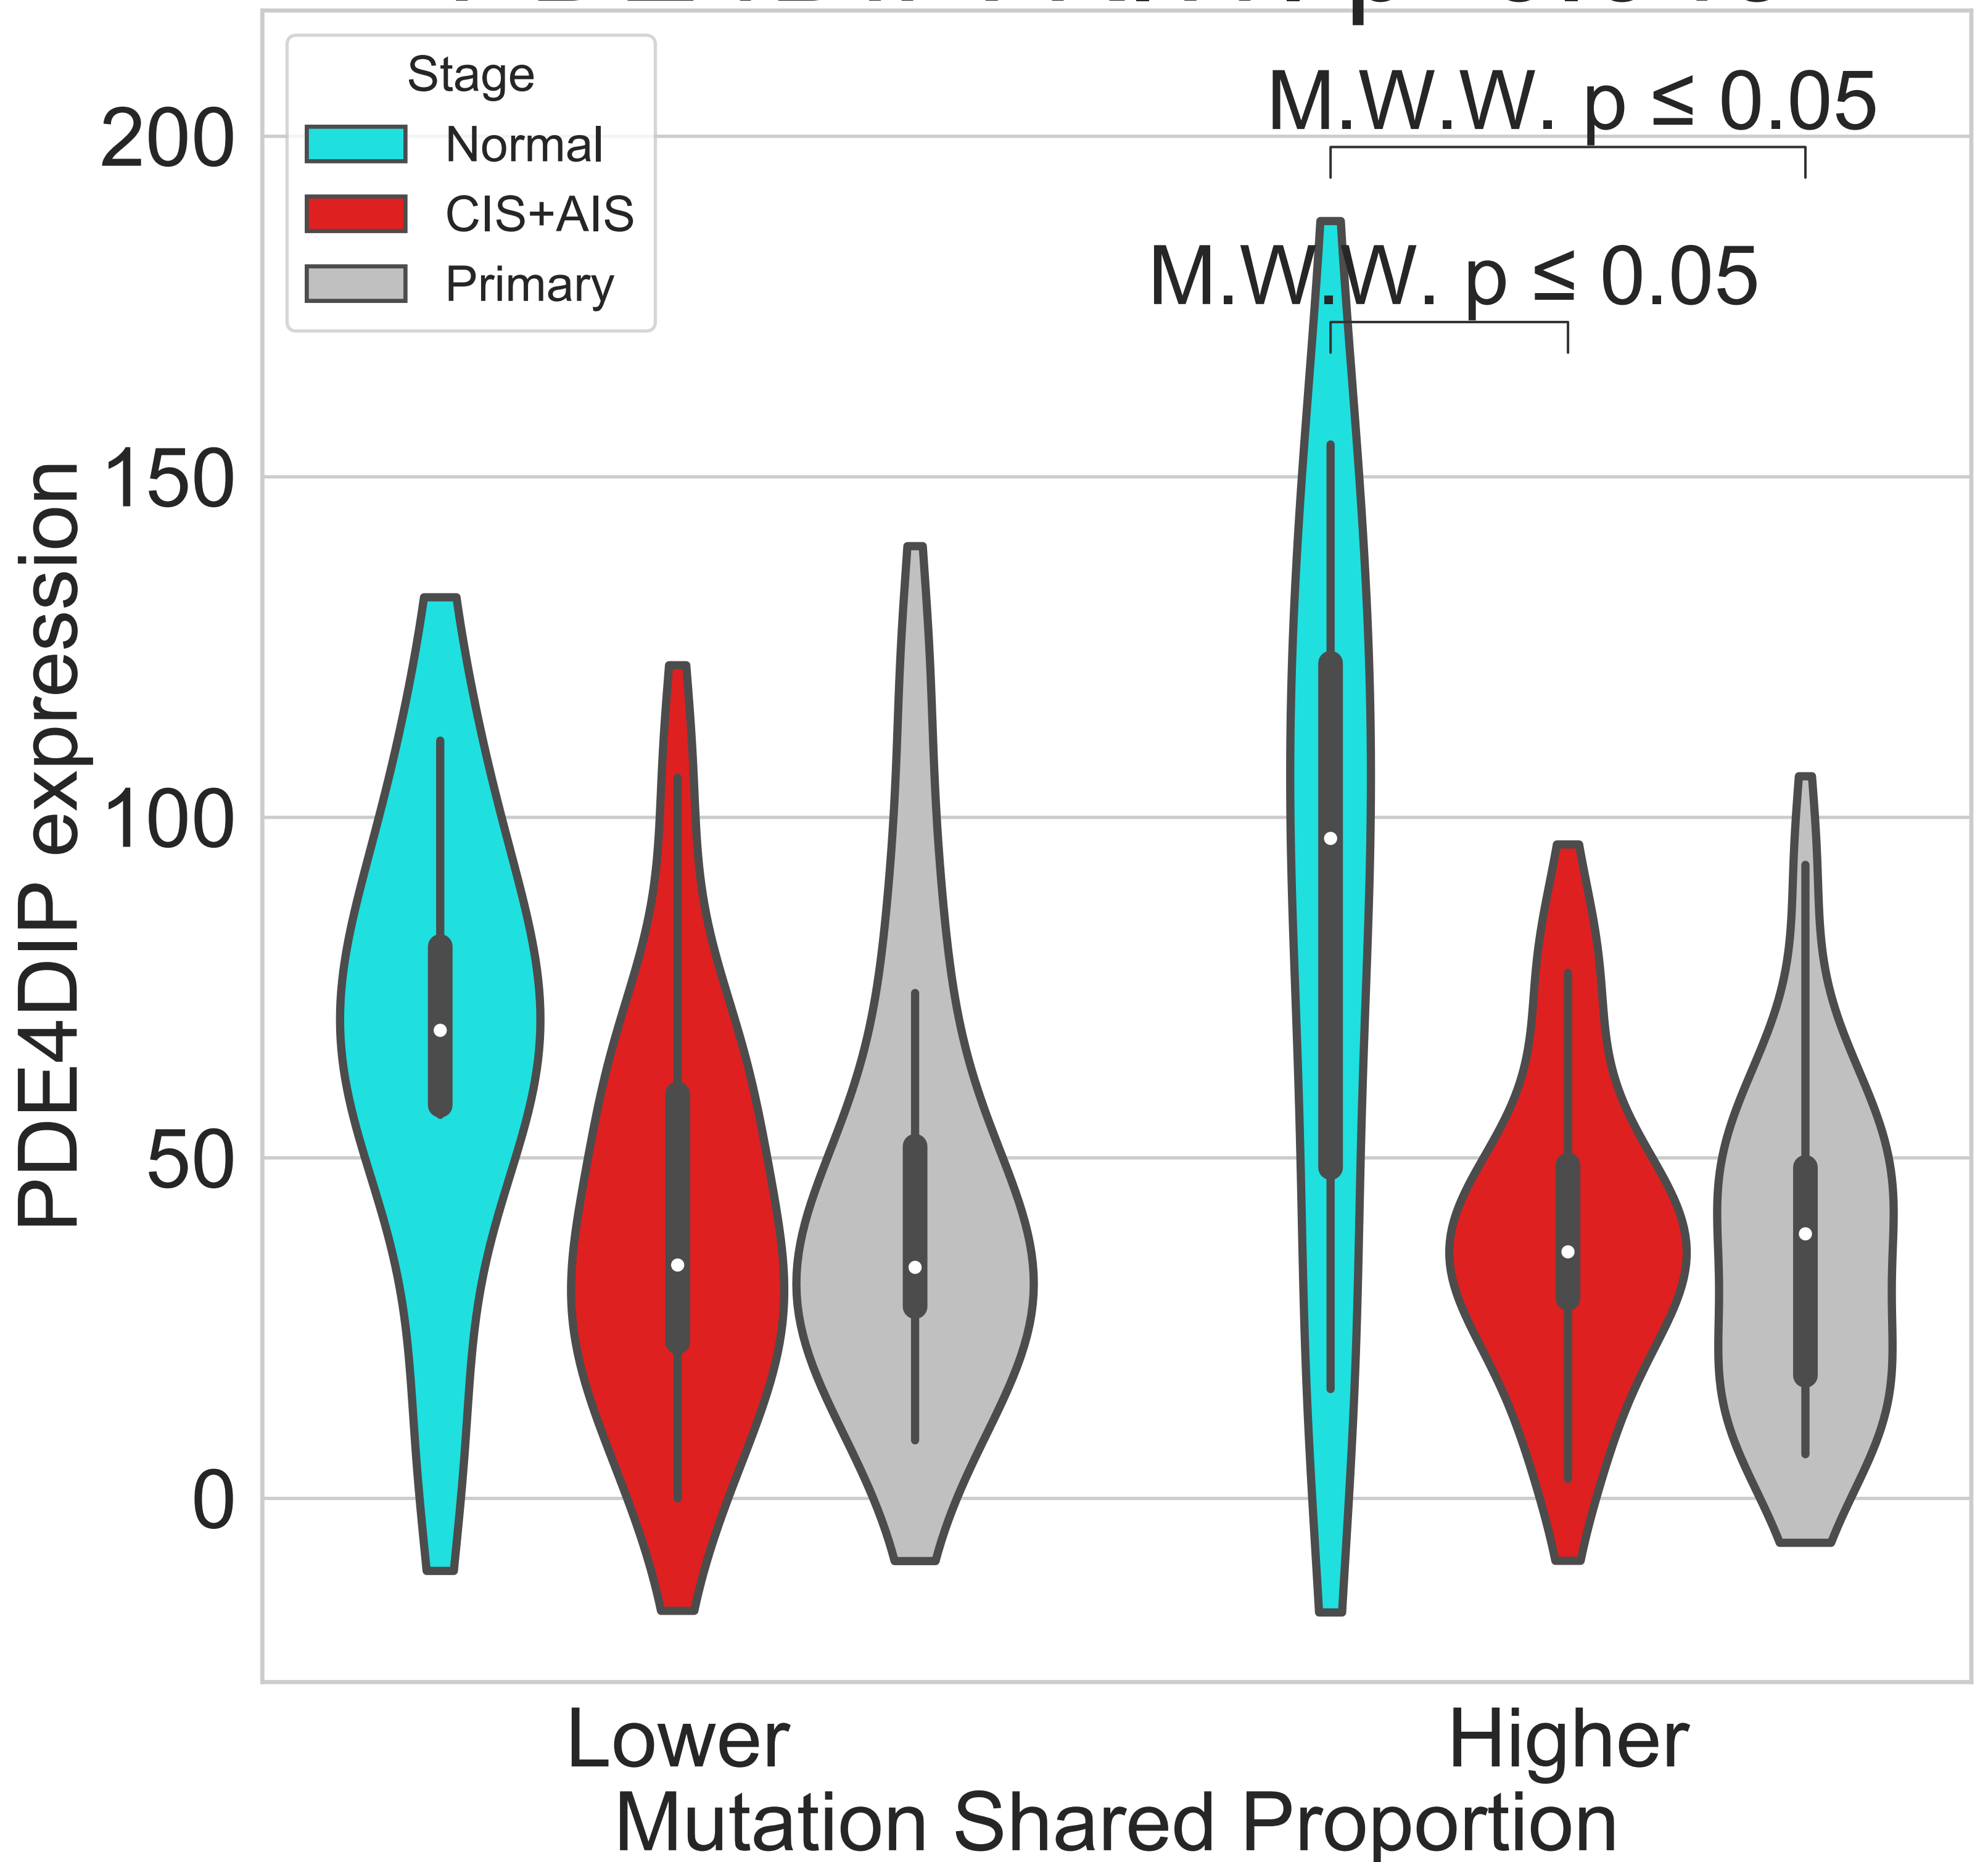 Stage
Normal
CIS+AIS
Primary
M.W.W. p ≤ 0.05
M.W.W. p ≤ 0.05
200
150
100
50
0
PDE4DIP expression
Lower
Higher
Mutation Shared Proportion